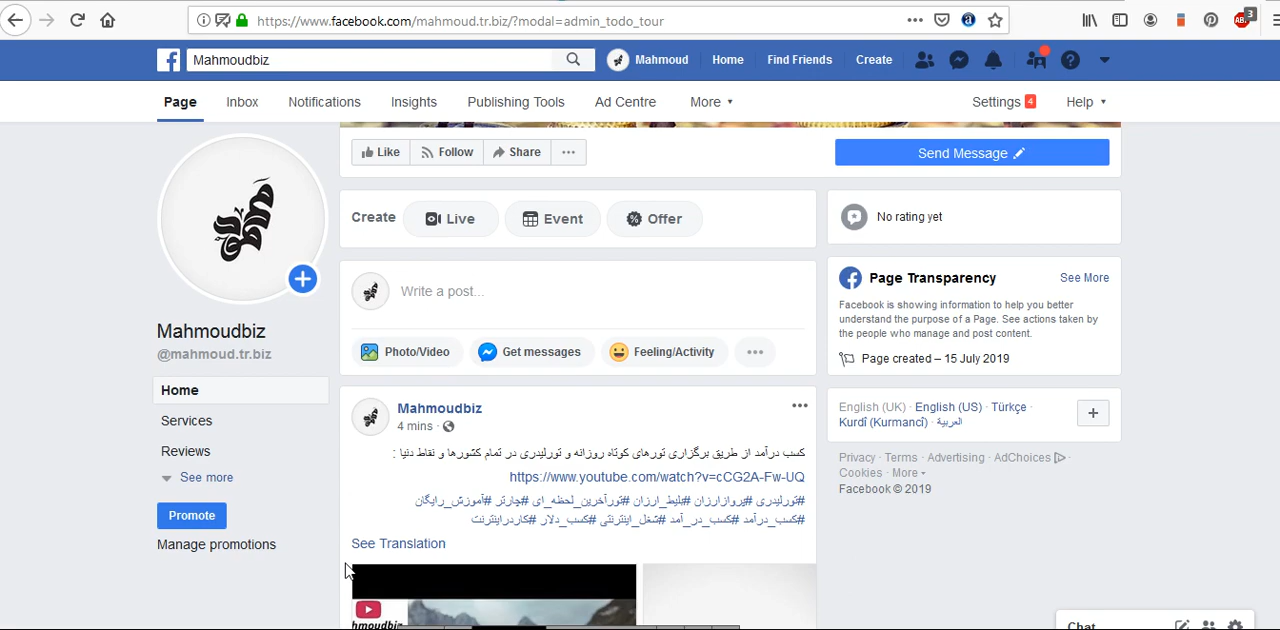 https://www.facebook.com/mahmoud.tr.biz/?modal=admin_todo_tour
ABP 3
Mahmoudbiz
Mahmoud Home Find Friends Create
Page Inbox Notifications Insights Publishing Tools Ad Centre More Settings 4 Help
Like Follow Share
Send Message
Create Live Event Offer
No rating yet
Write a post...
Photo/Video Get messages Feeling/Activity
Page Transparency See More
Facebook is showing information to help you better
understand the purpose of a Page. See actions taken by
the people who manage and post content.
Page created – 15 July 2019
Mahmoudbiz
@mahmoud.tr.biz
Home
Services
Reviews
See more
Promote
Manage promotions
Mahmoudbiz
4 mins ·
کسب درآمد از طریق برگزاری تورهای کوتاه روزانه و تورلیدری در تمام کشورها و نقاط دنیا :
https://www.youtube.com/watch?v=cCG2A-Fw-UQ
#تورلیدری #پروازارزان #بلیط_ارزان #تورآخرین_لحظه_ای #چارتر #آموزش_رایگان
#کسب_درآمد #کسب_در_آمد #شغل_اینترنتی #کسب_دلار #کاردراینترنت
See Translation
hmoudbiz
English (UK) · English (US) · Türkçe ·
Kurdî (Kurmancî) · العربية
Privacy · Terms · Advertising · AdChoices ·
Cookies · More
Facebook © 2019
Chat